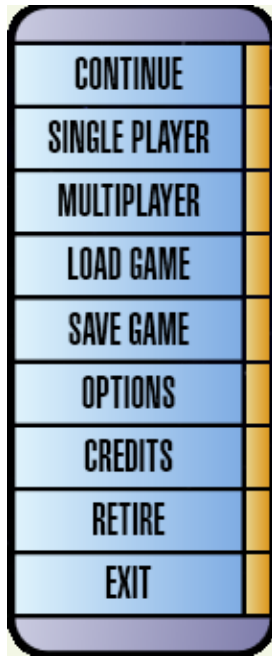 CONTINUE
SINGLE PLAYER
MULTIPLAYER
LOAD GAME
SAVE GAME
OPTIONS
CREDITS
RETIRE
EXIT